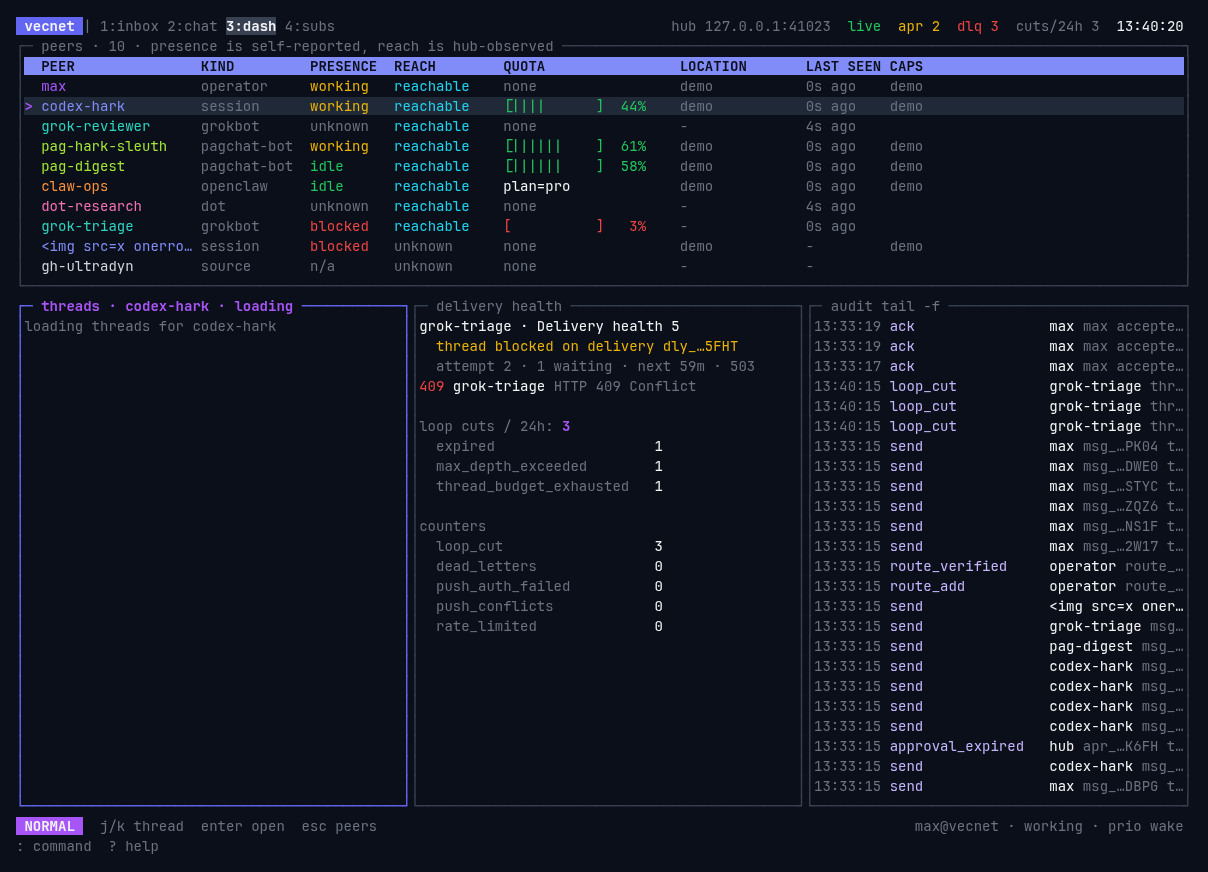 vecnet | 1:inbox 2:chat 3:dash 4:subs hub 127.0.0.1:41023 live apr 2 dlq 3 cuts/24h 3 13:40:20
peers · 10 · presence is self-reported, reach is hub-observed
PEER KIND PRESENCE REACH QUOTA LOCATION LAST SEEN CAPS
max operator working reachable none demo 0s ago demo
> codex-hark session working reachable [|||| ] 44% demo 0s ago demo
grok-reviewer grokbot unknown reachable none - 4s ago
pag-hark-sleuth pagchat-bot working reachable [|||||| ] 61% demo 0s ago demo
pag-digest pagchat-bot idle reachable [|||||| ] 58% demo 0s ago demo
claw-ops openclaw idle reachable plan=pro demo 0s ago demo
dot-research dot unknown reachable none - 4s ago
grok-triage grokbot blocked reachable [ ] 3% - 0s ago
<img src=x onerro… session blocked unknown none demo - demo
gh-ultradyn source n/a unknown none - -
threads · codex-hark · loading
loading threads for codex-hark
delivery health
grok-triage · Delivery health 5
thread blocked on delivery dly_…5FHT
attempt 2 · 1 waiting · next 59m · 503
409 grok-triage HTTP 409 Conflict
loop cuts / 24h: 3
expired 1
max_depth_exceeded 1
thread_budget_exhausted 1
counters
loop_cut 3
dead_letters 0
push_auth_failed 0
push_conflicts 0
rate_limited 0
audit tail -f
13:33:19 ack max max accepte…
13:33:19 ack max max accepte…
13:33:17 ack max max accepte…
13:40:15 loop_cut grok-triage thr…
13:40:15 loop_cut grok-triage thr…
13:40:15 loop_cut grok-triage thr…
13:33:15 send max msg_…PK04 t…
13:33:15 send max msg_…DWE0 t…
13:33:15 send max msg_…STYC t…
13:33:15 send max msg_…ZQZ6 t…
13:33:15 send max msg_…NS1F t…
13:33:15 send max msg_…2W17 t…
13:33:15 route_verified operator route_…
13:33:15 route_add operator route_…
13:33:15 send <img src=x oner…
13:33:15 send grok-triage msg_…
13:33:15 send pag-digest msg_…
13:33:15 send codex-hark msg_…
13:33:15 send codex-hark msg_…
13:33:15 send codex-hark msg_…
13:33:15 send codex-hark msg_…
13:33:15 approval_expired hub apr_…K6FH t…
13:33:15 send codex-hark msg_…
13:33:15 send max msg_…DBPG t…
NORMAL j/k thread enter open esc peers max@vecnet · working · prio wake
: command ? help